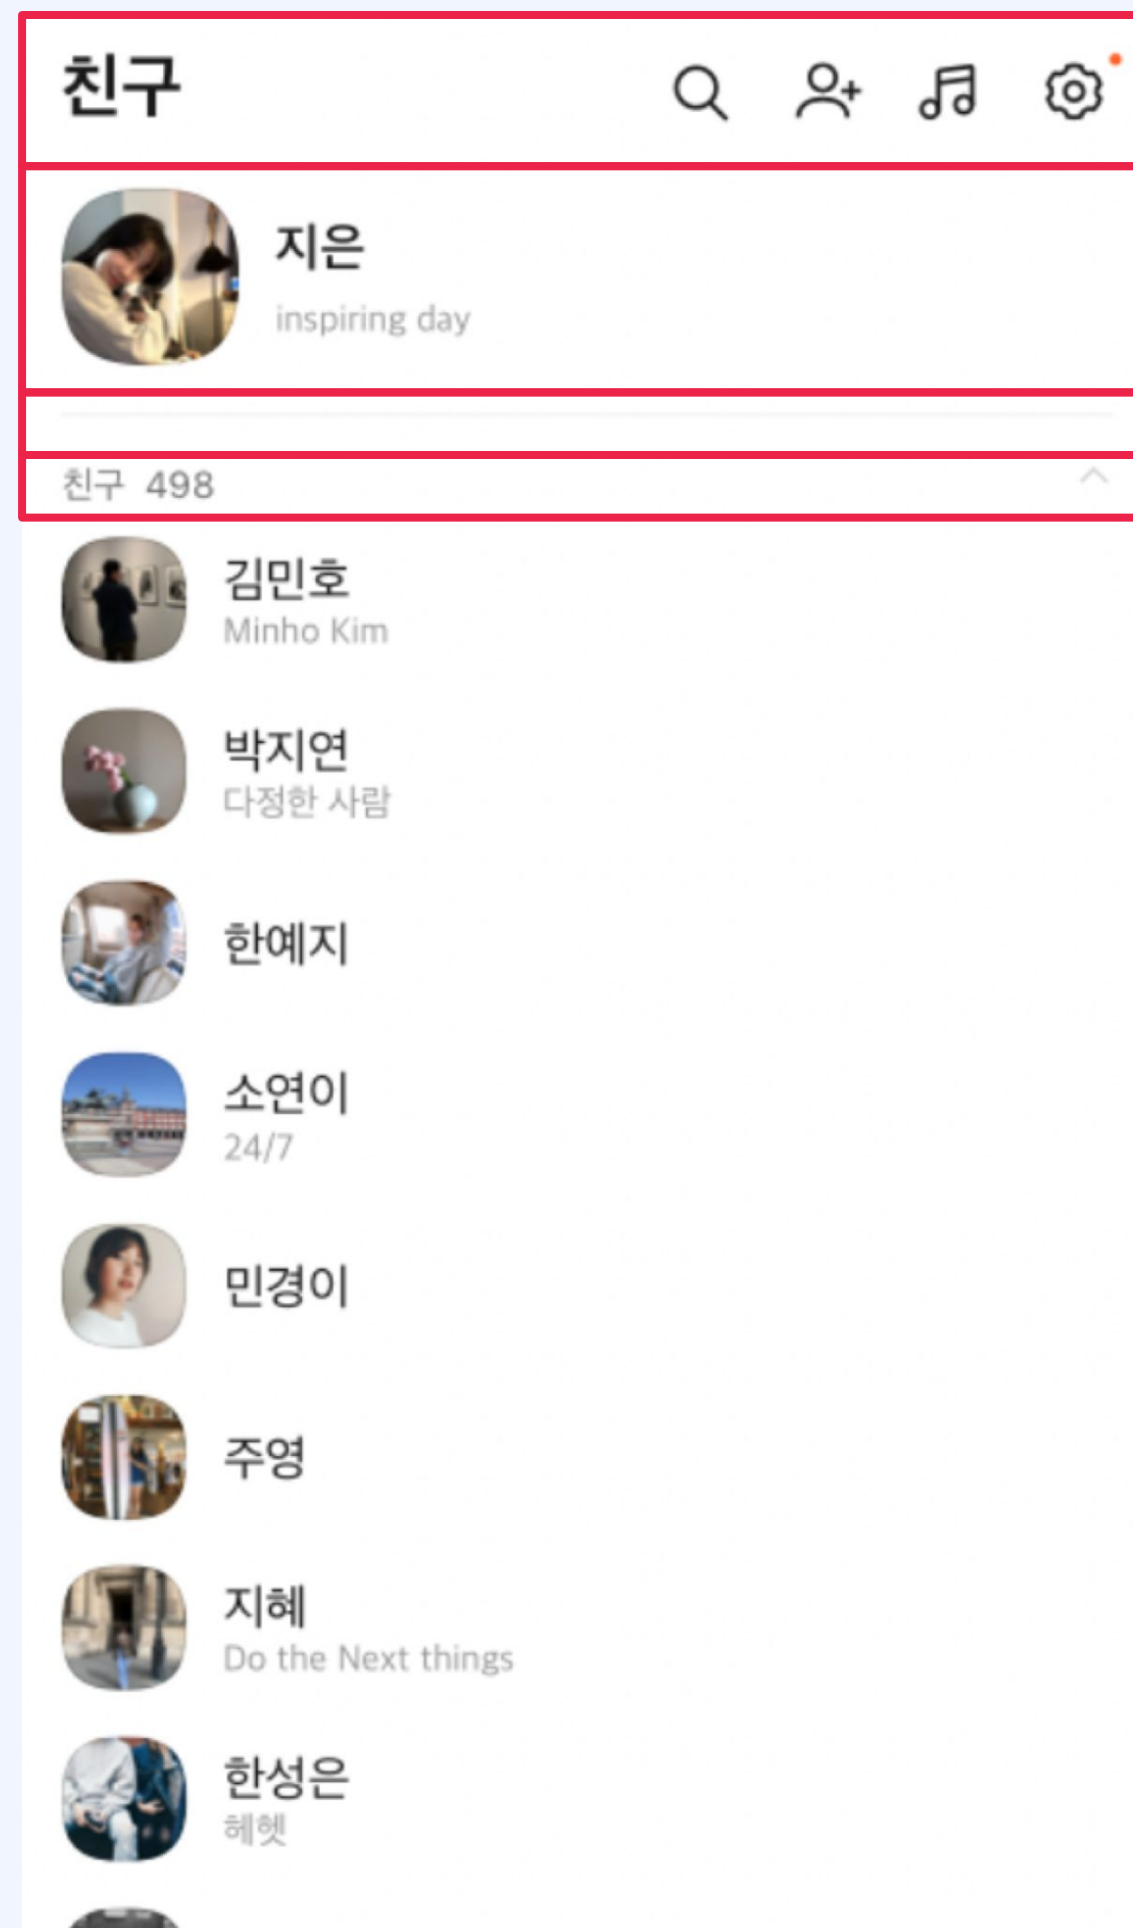 친구
지은
inspiring day
친구 498
김민호
Minho Kim
박지연
다정한 사람
한예지
소연이
24/7
민경이
주영
지혜
Do the Next things
한성은
헤헷